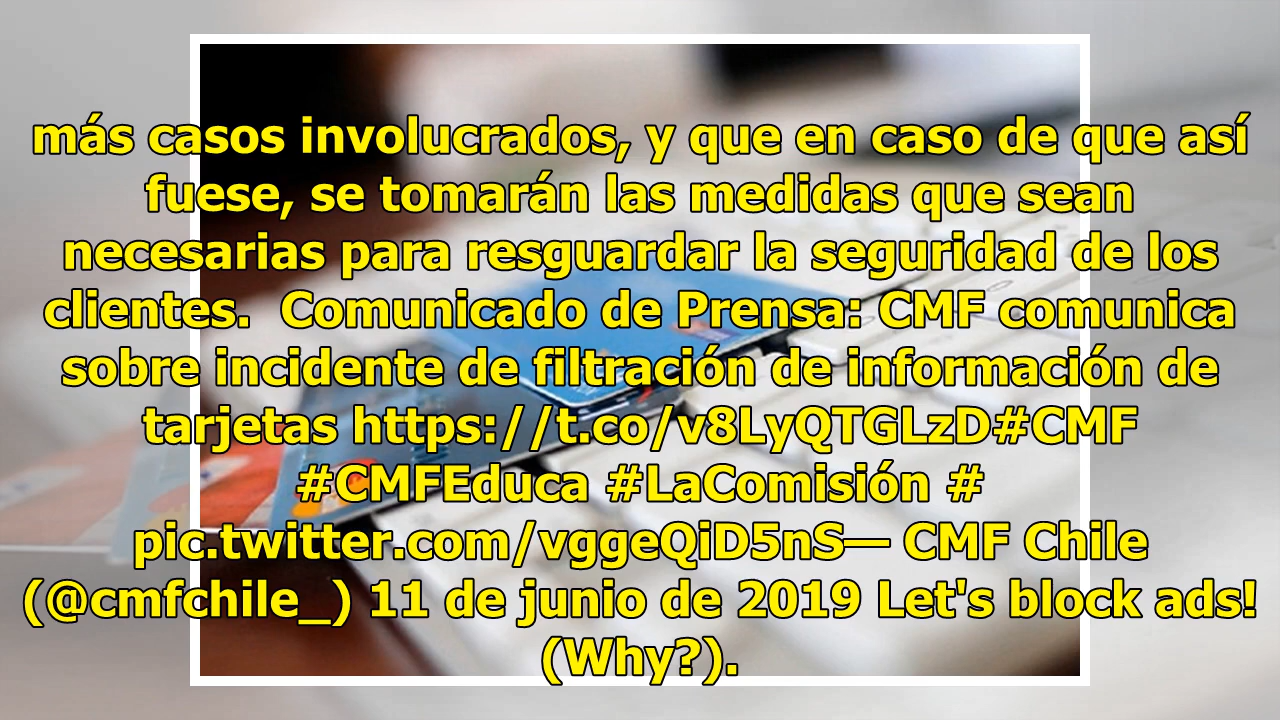 más casos involucrados, y que en caso de que así
fuese, se tomarán las medidas que sean
necesarias para resguardar la seguridad de los
clientes.  Comunicado de Prensa: CMF comunica
sobre incidente de filtración de información de
tarjetas https://t.co/v8LyQTGLzD#CMF
#CMFEduca #LaComisión #
pic.twitter.com/vggeQiD5nS— CMF Chile
(@cmfchile_) 11 de junio de 2019 Let's block ads!
(Why?).